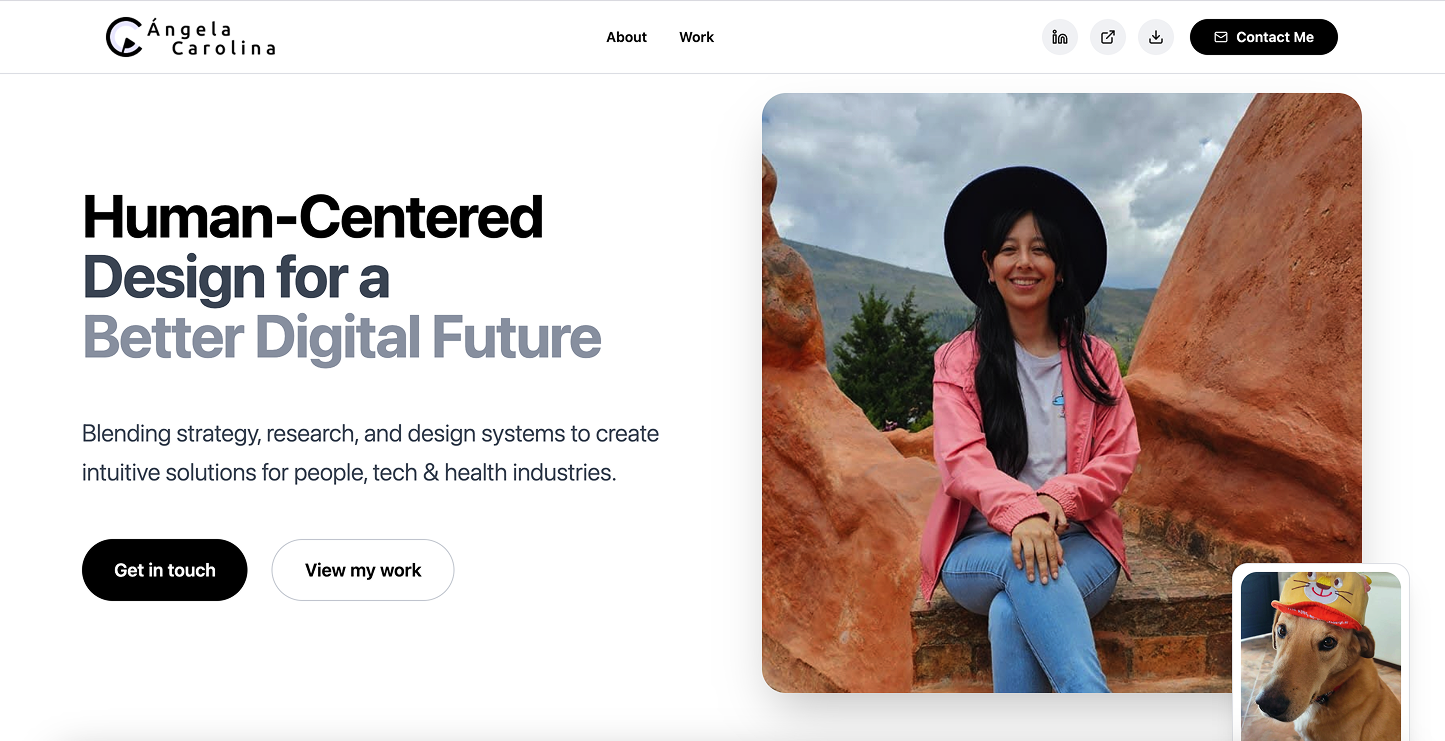 Ángela
Carolina
About
Work
in
Contact Me
Human-Centered
Design for a
Better Digital Future
Blending strategy, research, and design systems to create
intuitive solutions for people, tech & health industries.
Get in touch
View my work